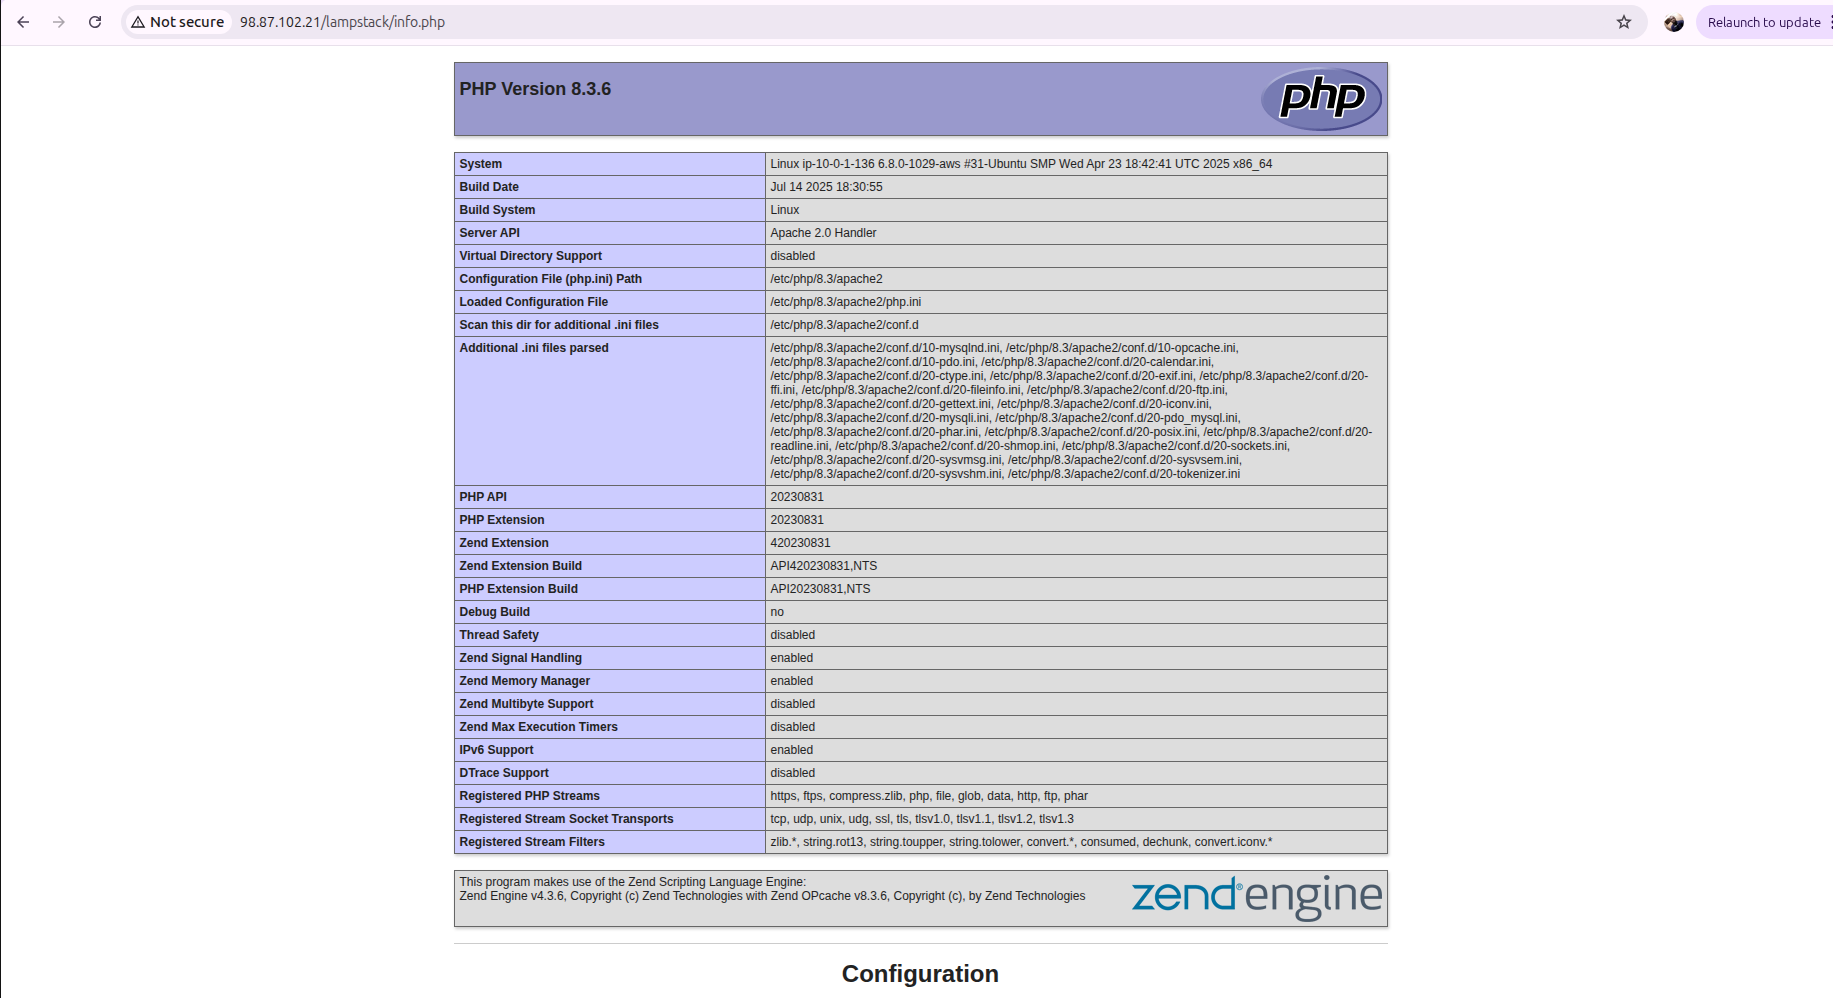 Not secure 98.87.102.21/lampstack/info.php Relaunch to update
PHP Version 8.3.6 php
System Linux ip-10-0-1-136 6.8.0-1029-aws #31-Ubuntu SMP Wed Apr 23 18:42:41 UTC 2025 x86_64
Build Date Jul 14 2025 18:30:55
Build System Linux
Server API Apache 2.0 Handler
Virtual Directory Support disabled
Configuration File (php.ini) Path /etc/php/8.3/apache2
Loaded Configuration File /etc/php/8.3/apache2/php.ini
Scan this dir for additional .ini files /etc/php/8.3/apache2/conf.d
Additional .ini files parsed /etc/php/8.3/apache2/conf.d/10-mysqlnd.ini, /etc/php/8.3/apache2/conf.d/10-opcache.ini,
/etc/php/8.3/apache2/conf.d/10-pdo.ini, /etc/php/8.3/apache2/conf.d/20-calendar.ini,
/etc/php/8.3/apache2/conf.d/20-ctype.ini, /etc/php/8.3/apache2/conf.d/20-exif.ini, /etc/php/8.3/apache2/conf.d/20-
ffi.ini, /etc/php/8.3/apache2/conf.d/20-fileinfo.ini, /etc/php/8.3/apache2/conf.d/20-ftp.ini,
/etc/php/8.3/apache2/conf.d/20-gettext.ini, /etc/php/8.3/apache2/conf.d/20-iconv.ini,
/etc/php/8.3/apache2/conf.d/20-mysqli.ini, /etc/php/8.3/apache2/conf.d/20-pdo_mysql.ini,
/etc/php/8.3/apache2/conf.d/20-phar.ini, /etc/php/8.3/apache2/conf.d/20-posix.ini, /etc/php/8.3/apache2/conf.d/20-
readline.ini, /etc/php/8.3/apache2/conf.d/20-shmop.ini, /etc/php/8.3/apache2/conf.d/20-sockets.ini,
/etc/php/8.3/apache2/conf.d/20-sysvmsg.ini, /etc/php/8.3/apache2/conf.d/20-sysvsem.ini,
/etc/php/8.3/apache2/conf.d/20-sysvshm.ini, /etc/php/8.3/apache2/conf.d/20-tokenizer.ini
PHP API 20230831
PHP Extension 20230831
Zend Extension 420230831
Zend Extension Build API420230831,NTS
PHP Extension Build API20230831,NTS
Debug Build no
Thread Safety disabled
Zend Signal Handling enabled
Zend Memory Manager enabled
Zend Multibyte Support disabled
Zend Max Execution Timers disabled
IPv6 Support enabled
DTrace Support disabled
Registered PHP Streams https, ftps, compress.zlib, php, file, glob, data, http, ftp, phar
Registered Stream Socket Transports tcp, udp, unix, udg, ssl, tls, tlsv1.0, tlsv1.1, tlsv1.2, tlsv1.3
Registered Stream Filters zlib.*, string.rot13, string.toupper, string.tolower, convert.*, consumed, dechunk, convert.iconv.*
This program makes use of the Zend Scripting Language Engine:
Zend Engine v4.3.6, Copyright (c) Zend Technologies with Zend OPcache v8.3.6, Copyright (c), by Zend Technologies
zend®engine
Configuration